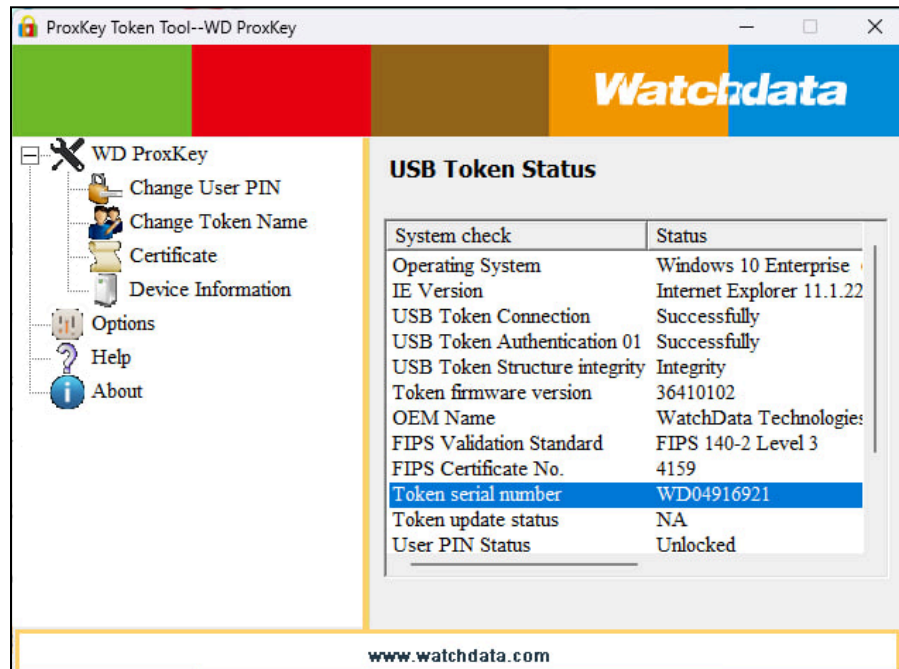 ProxKey Token Tool--WD ProxKey
Watchdata
WD ProxKey
Change User PIN
Change Token Name
Certificate
Device Information
Options
Help
About
USB Token Status
System check Status
Operating System Windows 10 Enterprise
IE Version Internet Explorer 11.1.22
USB Token Connection Successfully
USB Token Authentication 01 Successfully
USB Token Structure integrity Integrity
Token firmware version 36410102
OEM Name WatchData Technologies
FIPS Validation Standard FIPS 140-2 Level 3
FIPS Certificate No. 4159
Token serial number WD04916921
Token update status NA
User PIN Status Unlocked
www.watchdata.com